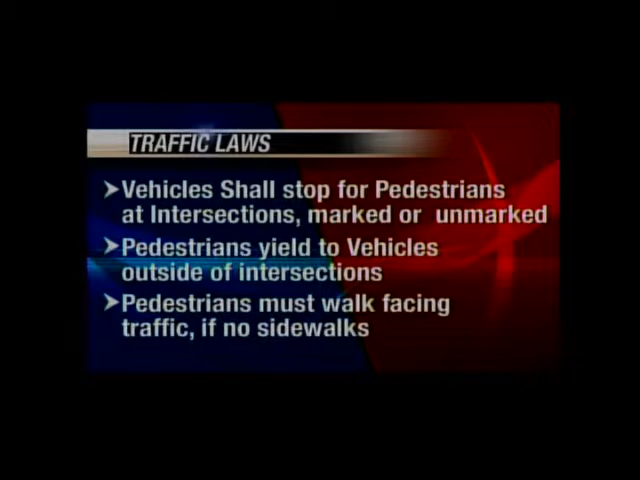 TRAFFIC LAWS
➤Vehicles Shall stop for Pedestrians
at Intersections, marked or unmarked
➤Pedestrians yield to Vehicles
outside of intersections
➤Pedestrians must walk facing
traffic, if no sidewalks